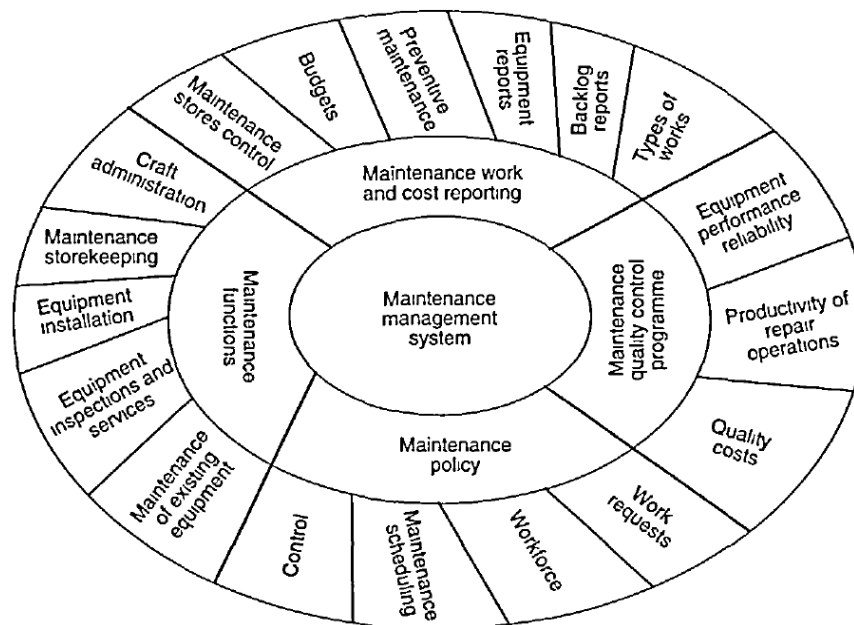 Maintenance
stores control
Budgets
Preventive
maintenance
Equipment
reports
Backlog
reports
Types of
works
Maintenance work
and cost reporting
Craft
administration
Maintenance
storekeeping
Equipment
installation
Equipment
inspections and
services
Maintenance
of existing
equipment
Maintenance
functions
Maintenance
management
system
Maintenance
quality control
programme
Equipment
performance
reliability
Productivity of
repair
operations
Quality
costs
Maintenance
policy
Control
Maintenance
scheduling
Workforce
Work
requests